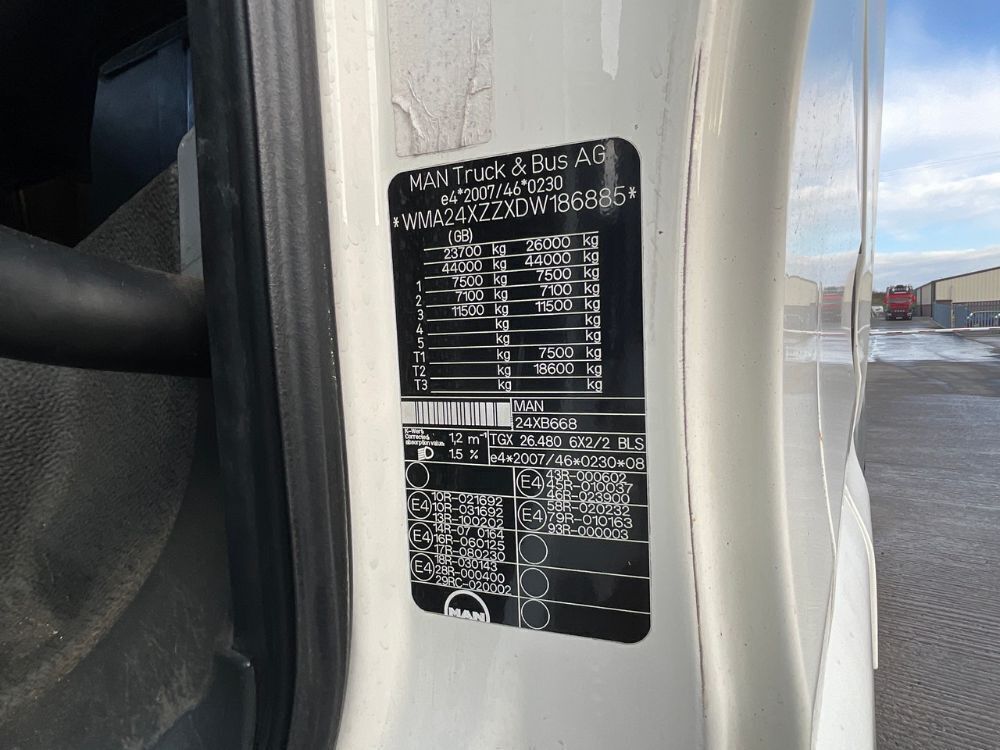 MAN Truck & Bus AG
e4*2007/46*0230
*WMA24XZZXDW186885*
(GB)
23700 kg 26000 kg
44000 kg 44000 kg
1 7500 kg 7500 kg
2 7100 kg 7100 kg
3 11500 kg 11500 kg
4 kg kg
5 kg kg
T1 kg 7500 kg
T2 kg 18600 kg
T3 kg kg
MAN
24XB668
K-Wert
Corrected
absorption value
1,2 m⁻¹
1.5 %
TGX 26.480 6X2/2 BLS
e4*2007/46*0230*08
E4
10R-021692
10R-031692
13R-100202
E4
14R-07 0164
16R-060125
17R-080230
E4
18R-030143
28R-000400
29RC-020002
E4
43R-000602
45R-010037
46R-023900
E4
58R-020232
79R-010163
93R-000003
MAN